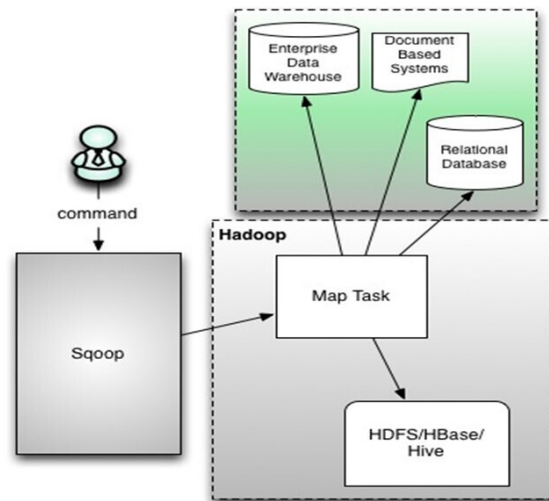 Enterprise
Data
Warehouse
Document
Based
Systems
Relational
Database
command
Hadoop
Map Task
Sqoop
HDFS/HBase/
Hive